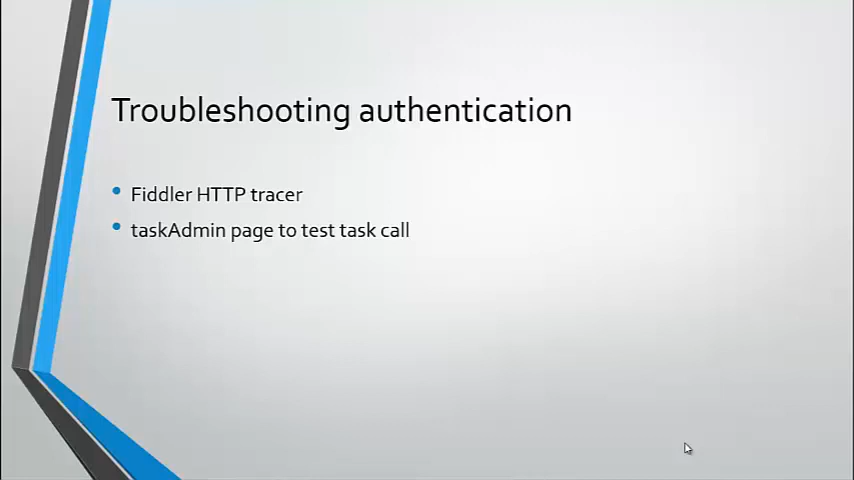 Troubleshooting authentication
• Fiddler HTTP tracer
• taskAdmin page to test task call